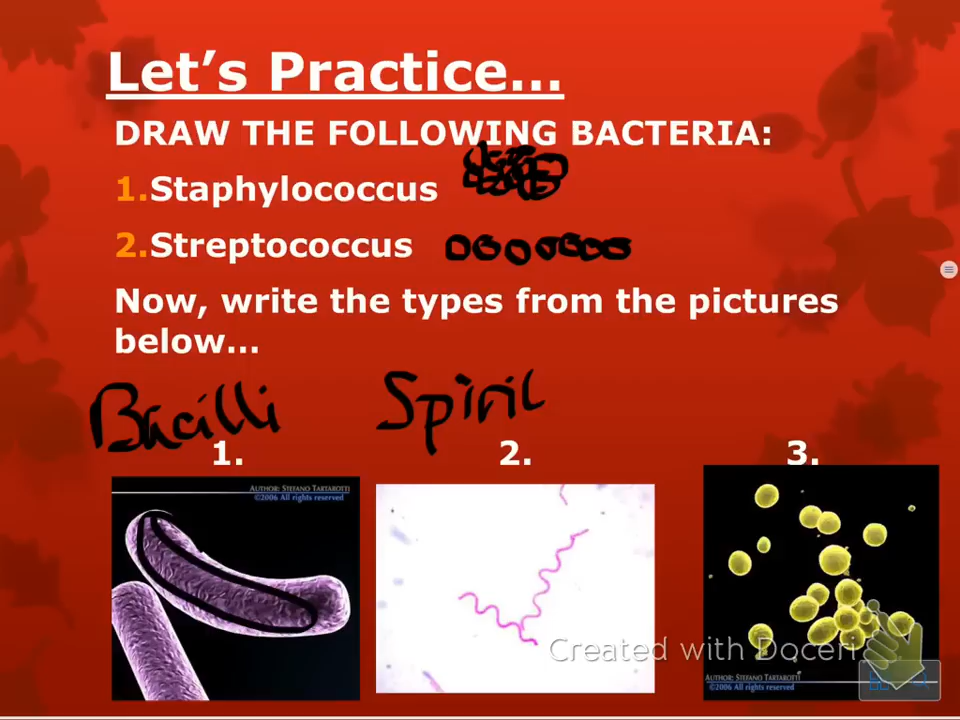 Let's Practice...
DRAW THE FOLLOWING BACTERIA:
1.Staphylococcus
2.Streptococcus
Now, write the types from the pictures
below...
Bacilli Spiril
1. 2. 3.
AUTHOR: STEFANO TARTAROTTI
©2006 All rights reserved
Created with Doceri
AUTHOR: STEFANO TARTAROTTI
©2006 All rights reserved